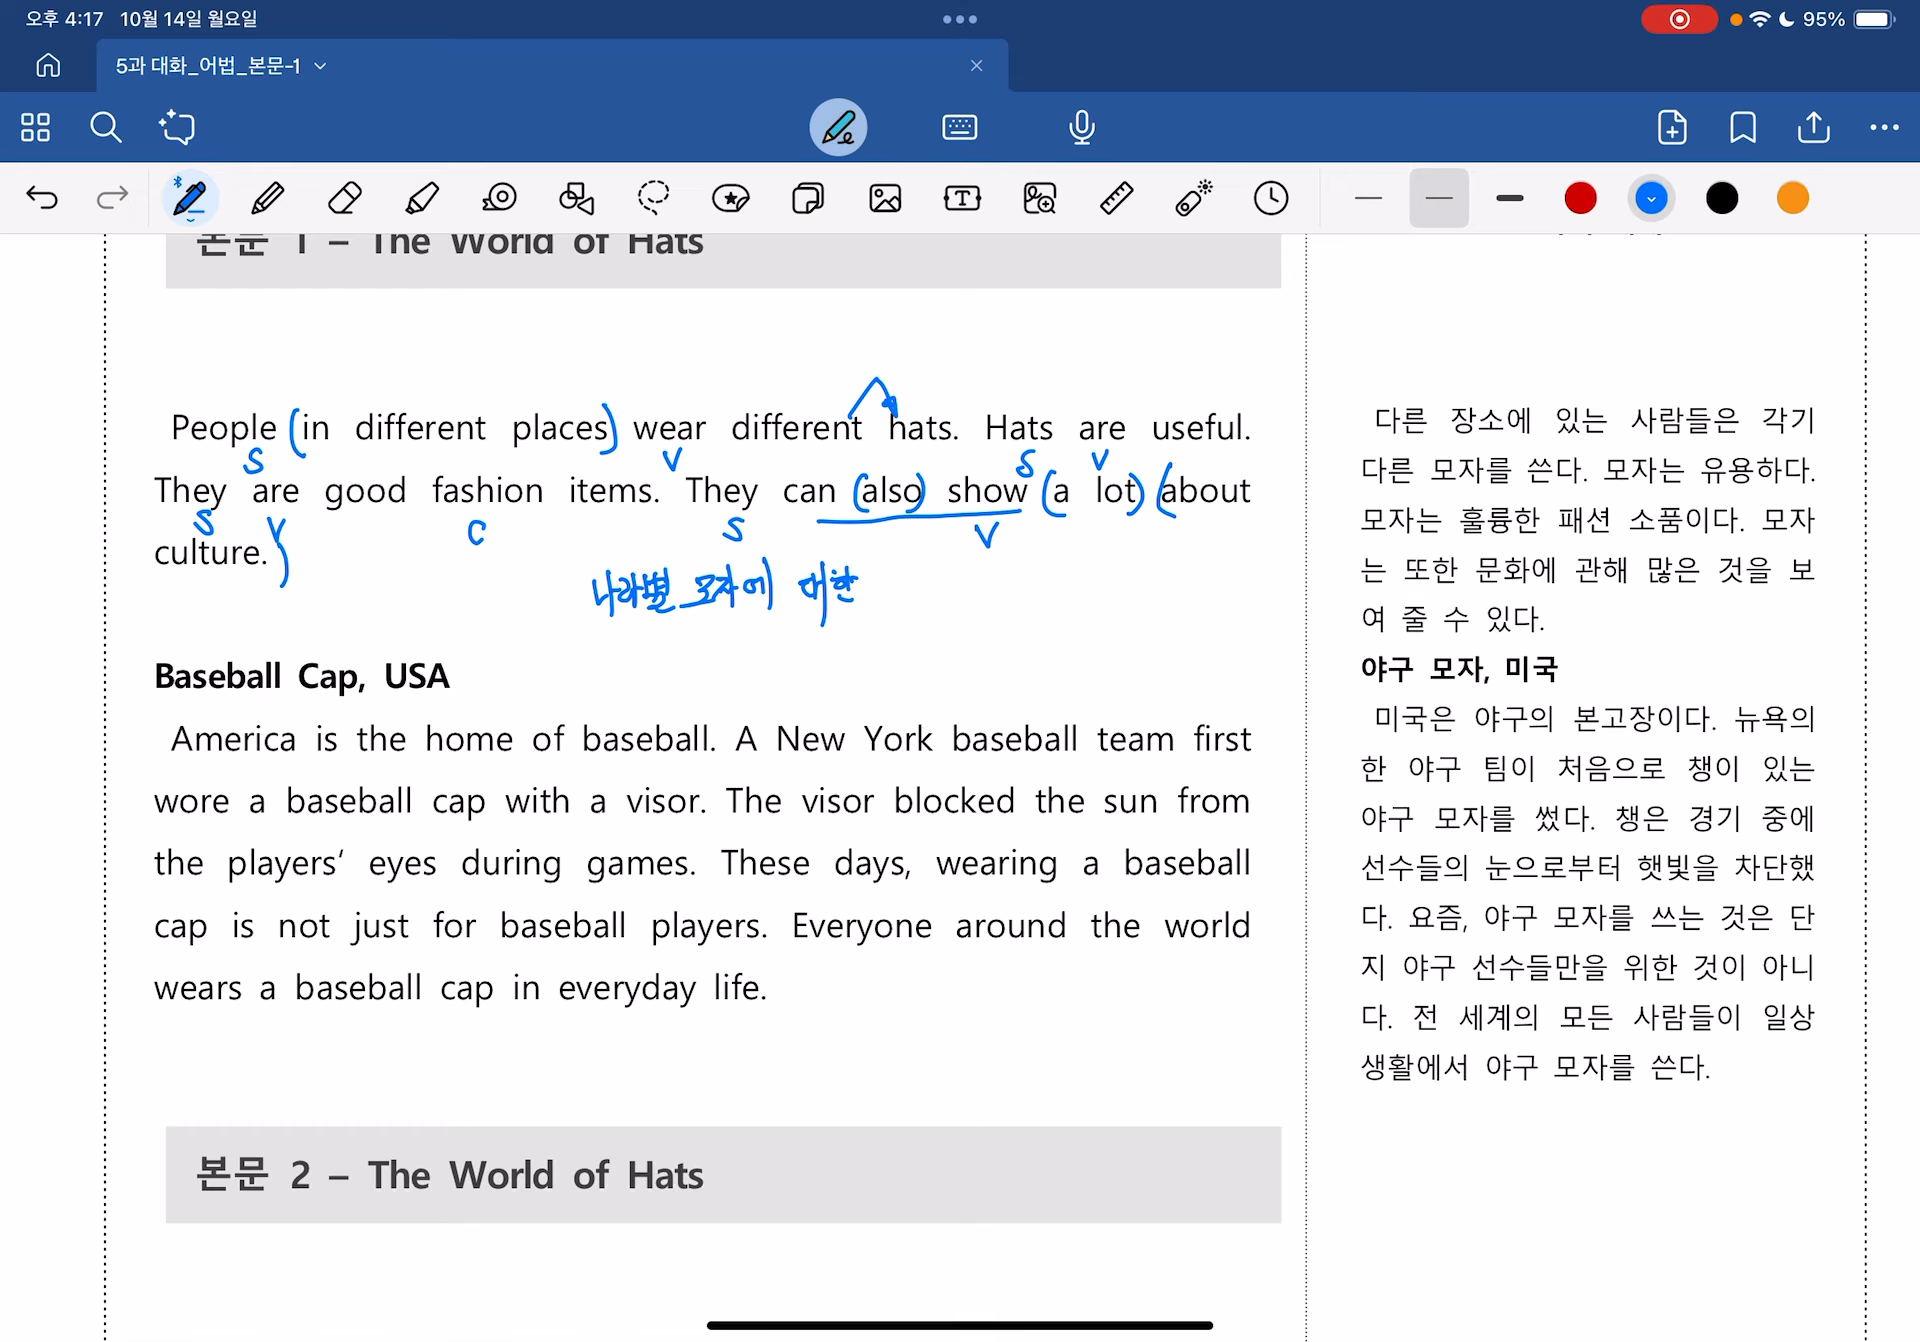 오후 4:17 10월 14일 월요일
95%
5과 대화_어법_본문-1
본문 1 – The World of Hats
People (in different places) wear different hats. Hats are useful.
S V S V
They are good fashion items. They can (also) show (a lot) (about
S V C S V
culture.)
나라별 모자에 대한
Baseball Cap, USA
America is the home of baseball. A New York baseball team first
wore a baseball cap with a visor. The visor blocked the sun from
the players' eyes during games. These days, wearing a baseball
cap is not just for baseball players. Everyone around the world
wears a baseball cap in everyday life.
본문 2 – The World of Hats
다른 장소에 있는 사람들은 각기
다른 모자를 쓴다. 모자는 유용하다.
모자는 훌륭한 패션 소품이다. 모자
는 또한 문화에 관해 많은 것을 보
여 줄 수 있다.
야구 모자, 미국
미국은 야구의 본고장이다. 뉴욕의
한 야구 팀이 처음으로 챙이 있는
야구 모자를 썼다. 챙은 경기 중에
선수들의 눈으로부터 햇빛을 차단했
다. 요즘, 야구 모자를 쓰는 것은 단
지 야구 선수들만을 위한 것이 아니
다. 전 세계의 모든 사람들이 일상
생활에서 야구 모자를 쓴다.